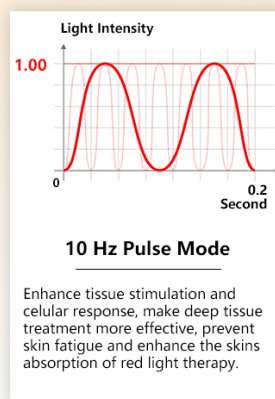 Light Intensity
1.00
0
0.2
Second
10 Hz Pulse Mode
Enhance tissue stimulation and
celular response, make deep tissue
treatment more effective, prevent
skin fatigue and enhance the skins
absorption of red light therapy.